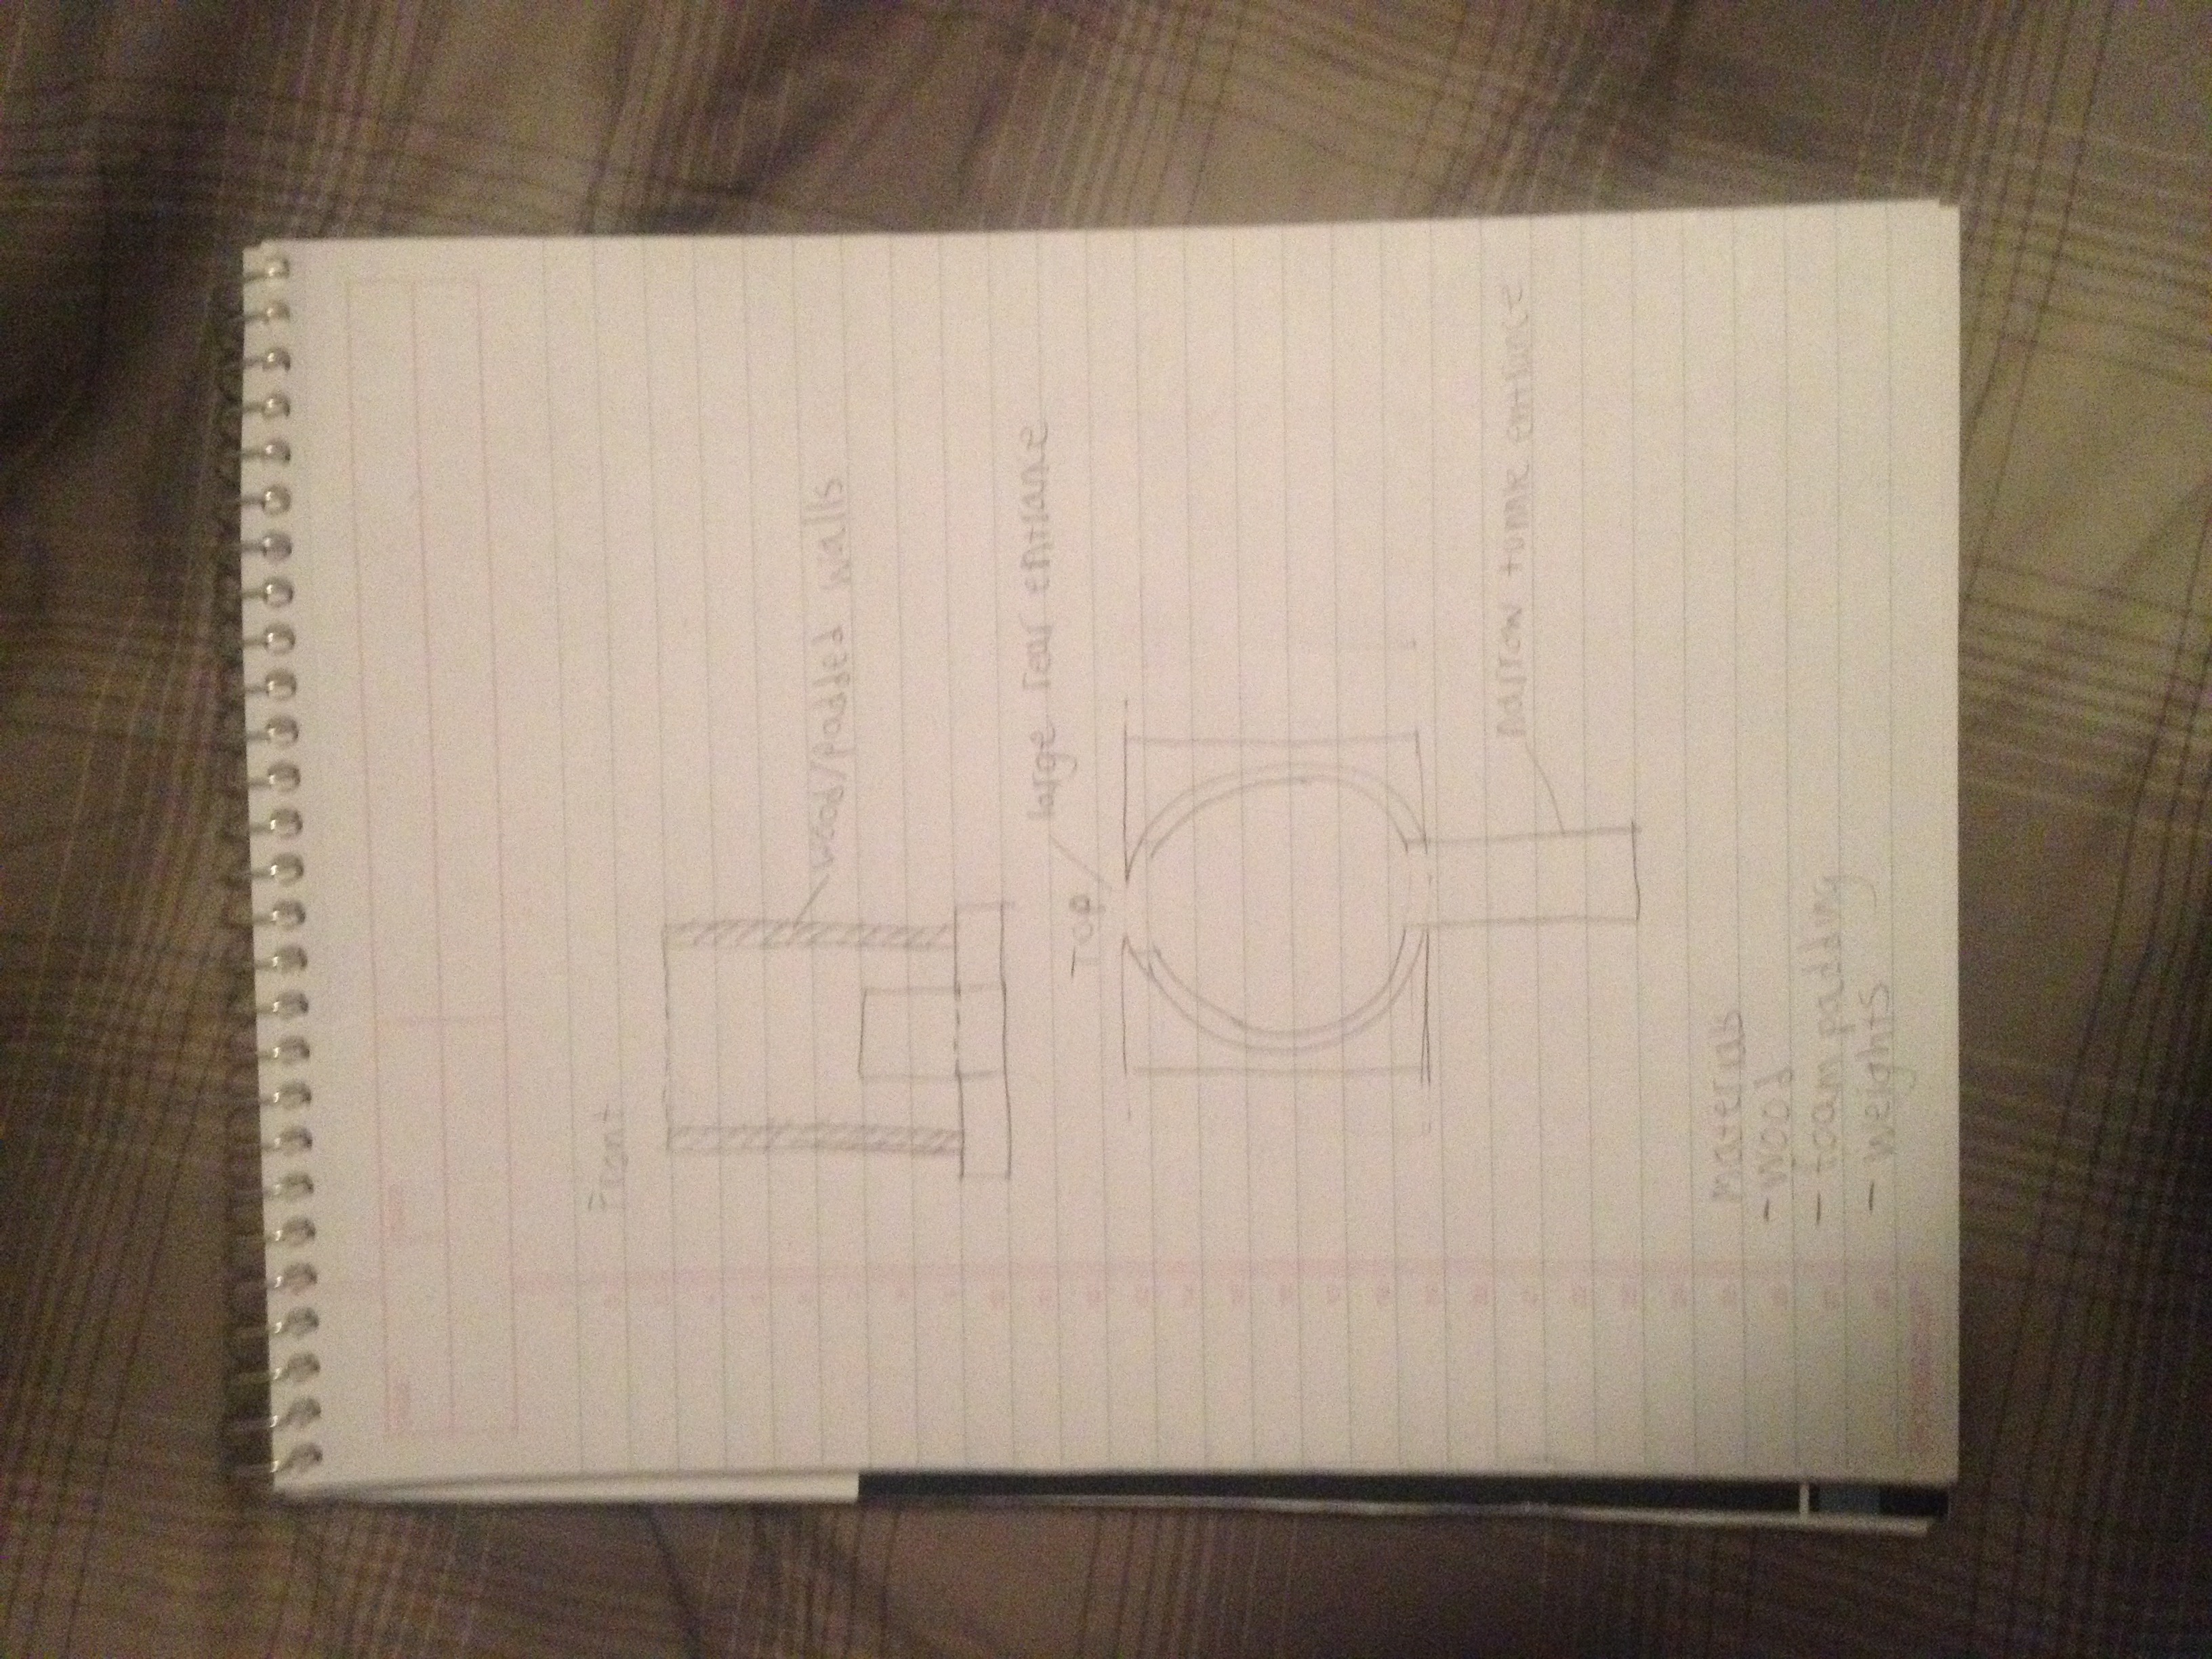 Front
wood/padded walls
large rear entrance
Top
narrow tunnle entrance
materials
- wood
- foam padding
- weights